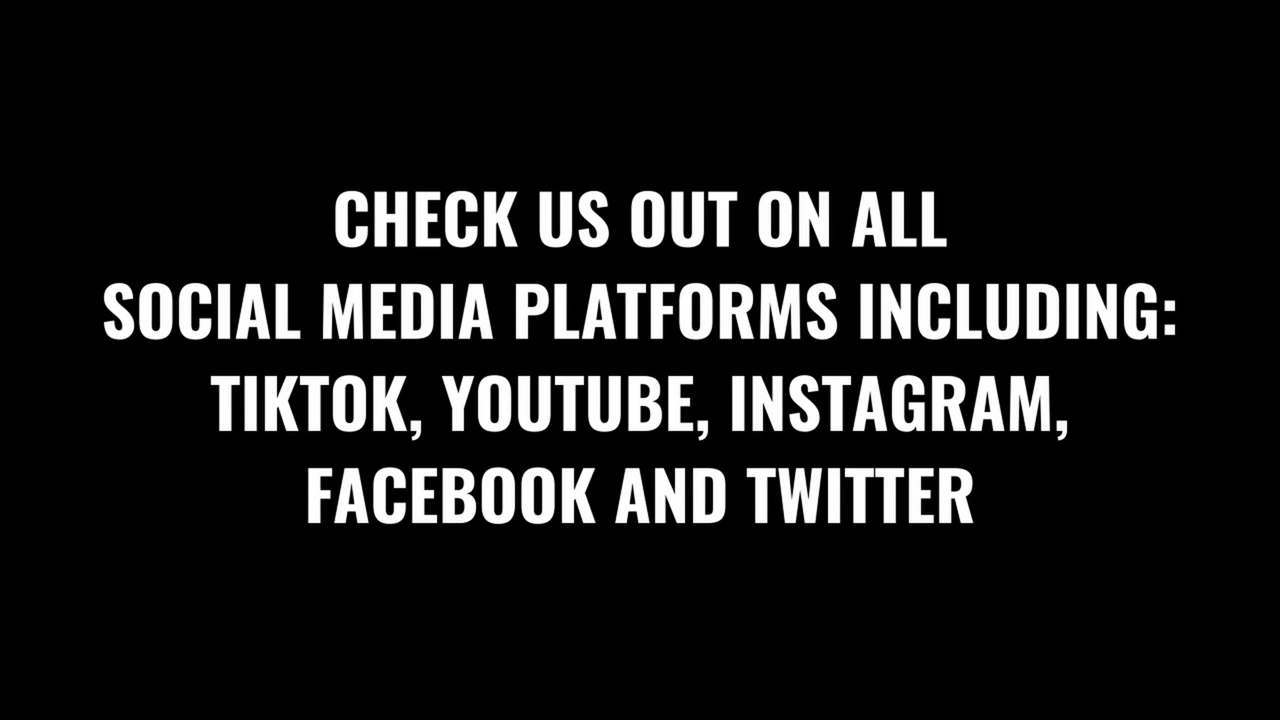 CHECK US OUT ON ALL
SOCIAL MEDIA PLATFORMS INCLUDING:
TIKTOK, YOUTUBE, INSTAGRAM,
FACEBOOK AND TWITTER